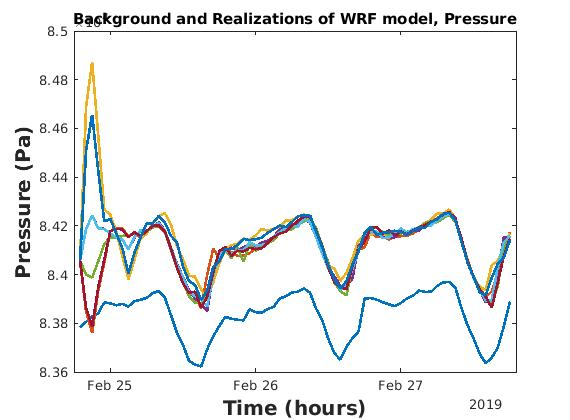 Background and Realizations of WRF model, Pressure
8.5
8.48
8.46
8.44
8.42
8.4
8.38
8.36
Pressure (Pa)
Feb 25
Feb 26
Feb 27
2019
Time (hours)